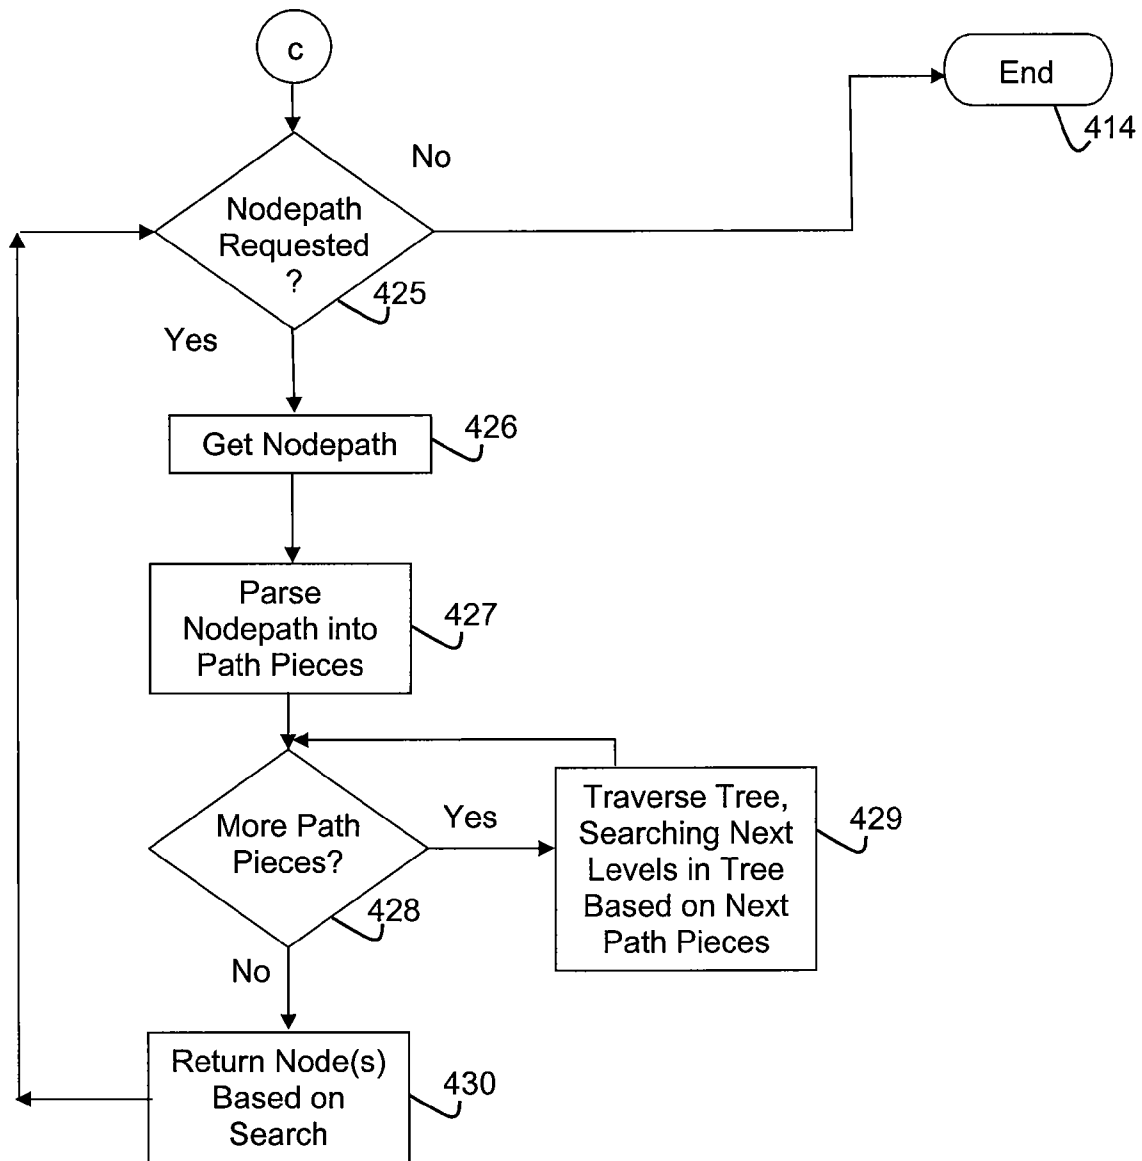 c
End
414
No
Nodepath
Requested
?
425
Yes
Get Nodepath
426
Parse
Nodepath into
Path Pieces
427
More Path
Pieces?
428
Yes
Traverse Tree,
Searching Next
Levels in Tree
Based on Next
Path Pieces
429
No
Return Node(s)
Based on
Search
430